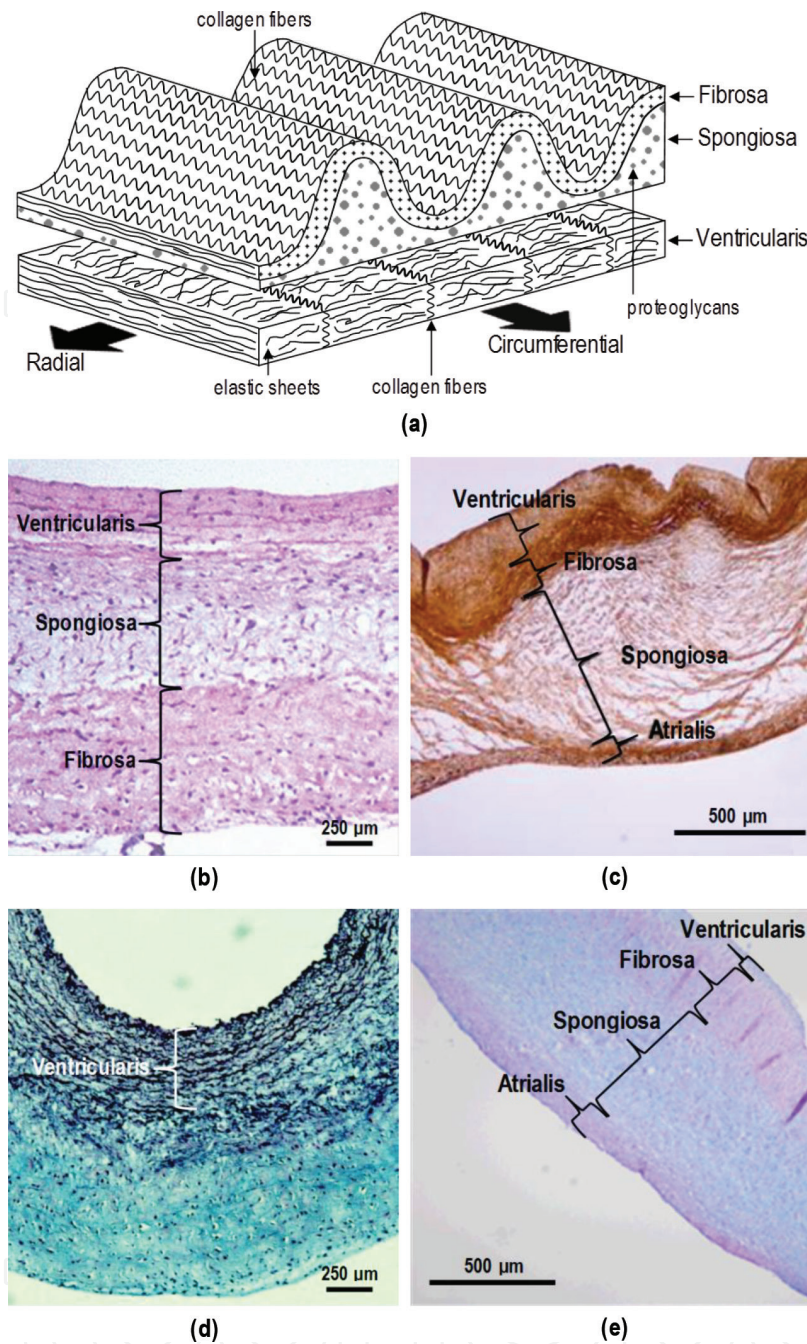 collagen fibers
Fibrosa
Spongiosa
Ventricularis
proteoglycans
Circumferential
Radial
elastic sheets
collagen fibers
(a)
Ventricularis
Spongiosa
Fibrosa
250 µm
(b)
Ventricularis
Fibrosa
Spongiosa
Atrialis
500 µm
(c)
Ventricularis
250 µm
(d)
Ventricularis
Fibrosa
Spongiosa
Atrialis
500 µm
(e)